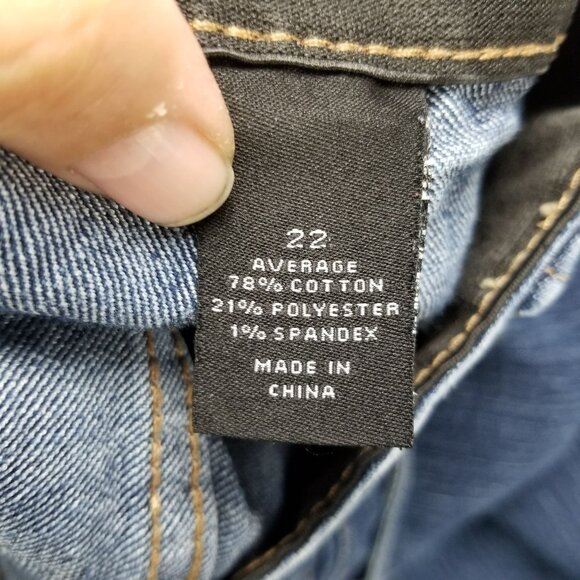 22
AVERAGE
78% COTTON
21% POLYESTER
1% SPANDEX
MADE IN
CHINA